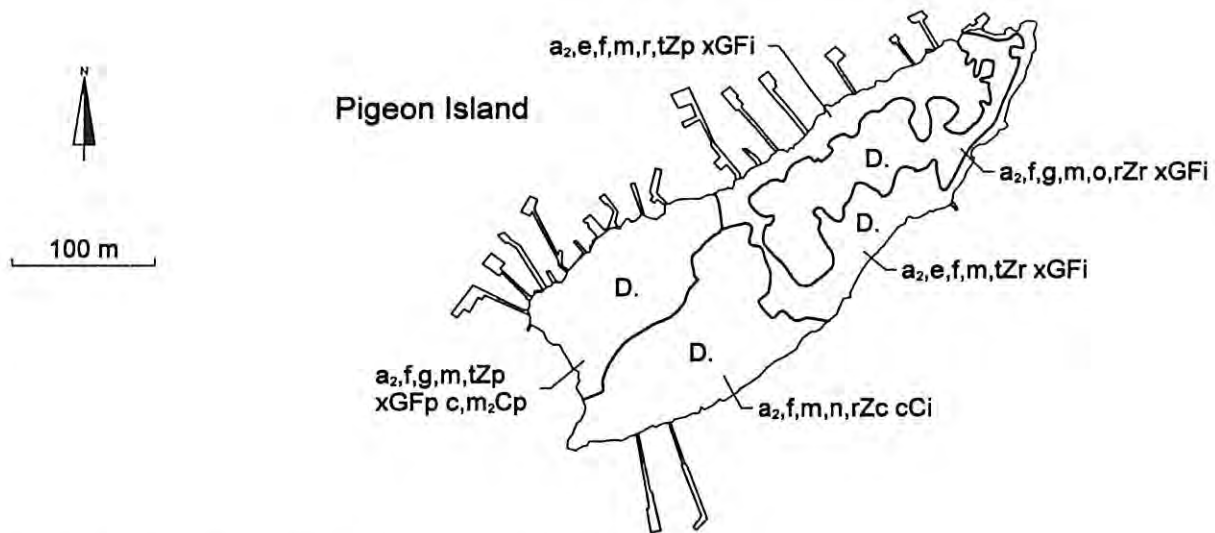 a₂,e,f,m,r,tZp xGFi
N
Pigeon Island
D.
a₂,f,g,m,o,rZr xGFi
D.
100 m
a₂,e,f,m,tZr xGFi
D.
D.
a₂,f,g,m,tZp
xGFp c,m₂Cp
a₂,f,m,n,rZc cCi